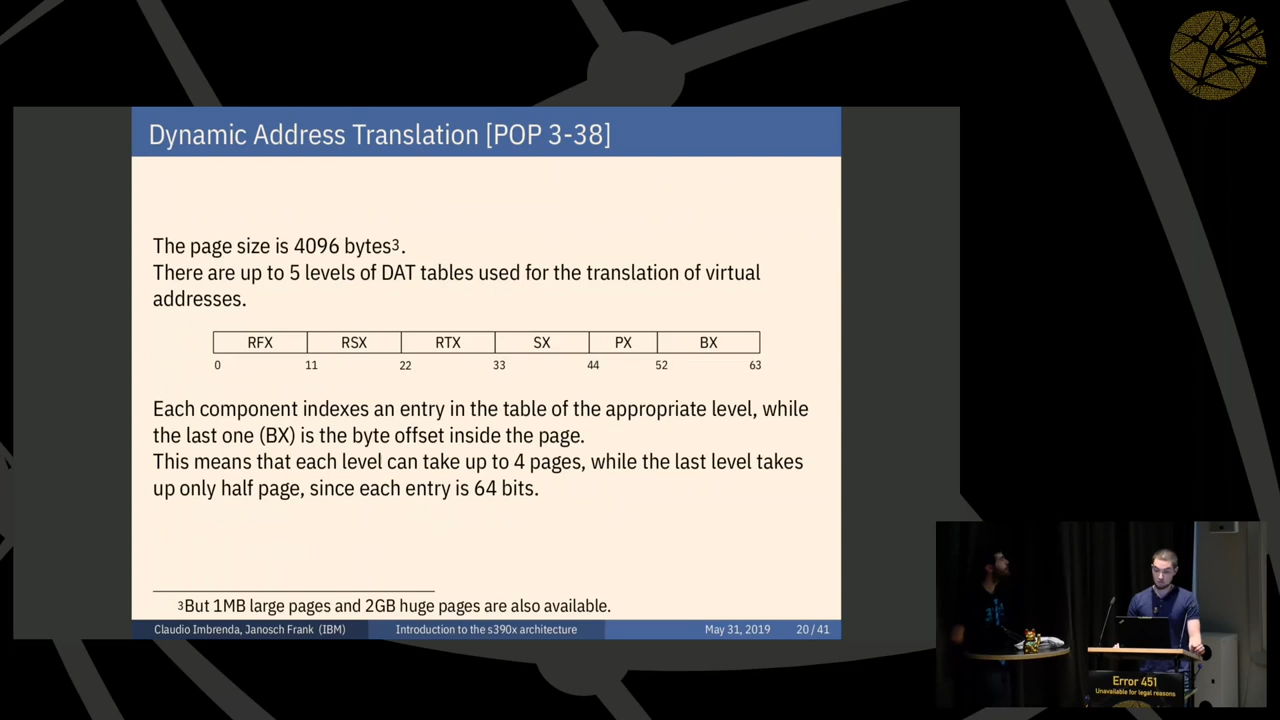 Dynamic Address Translation [POP 3-38]
The page size is 4096 bytes3.
There are up to 5 levels of DAT tables used for the translation of virtual
addresses.
RFX RSX RTX SX PX BX
0 11 22 33 44 52 63
Each component indexes an entry in the table of the appropriate level, while
the last one (BX) is the byte offset inside the page.
This means that each level can take up to 4 pages, while the last level takes
up only half page, since each entry is 64 bits.
3But 1MB large pages and 2GB huge pages are also available.
Claudio Imbrenda, Janosch Frank (IBM) Introduction to the s390x architecture May 31, 2019 20 / 41
Error 451
Unavailable for legal reasons